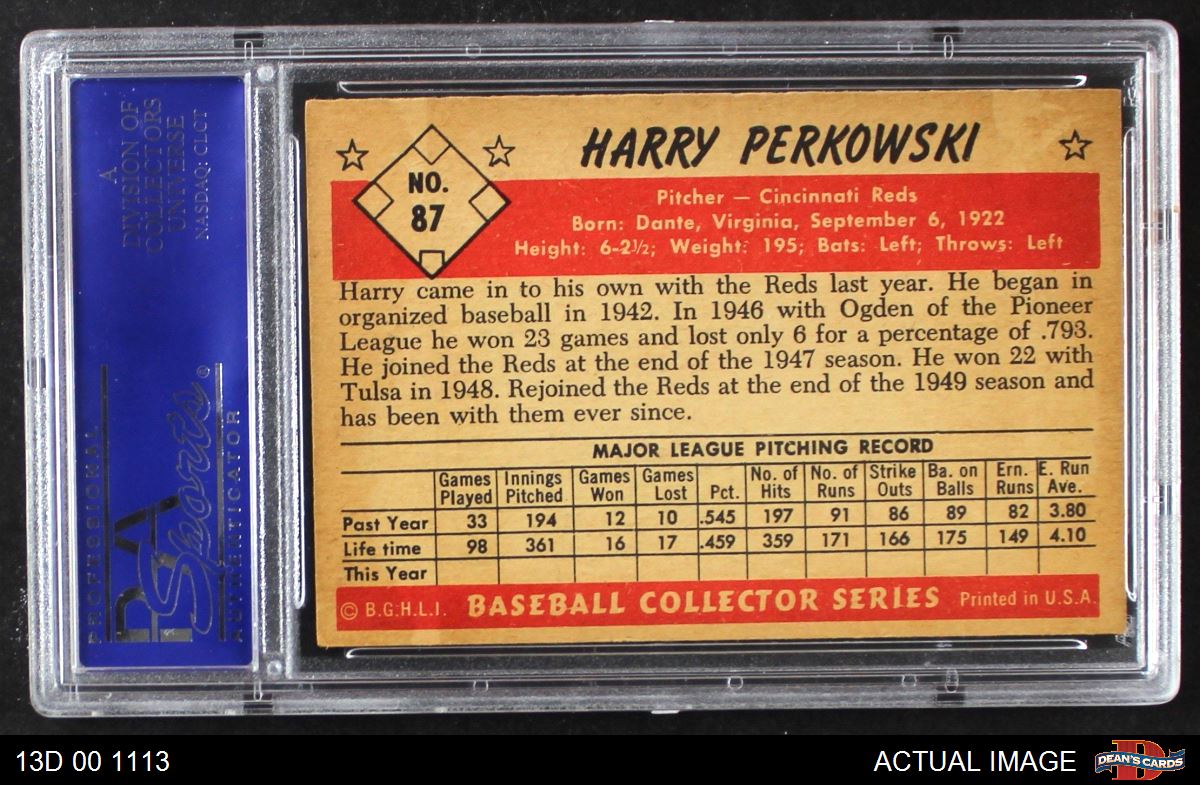 A
DIVISION OF
COLLECTORS
UNIVERSE
NASDAQ: CLCT
PROFESSIONAL
PSA
Sports®
AUTHENTICATOR
NO.
87
HARRY PERKOWSKI
Pitcher — Cincinnati Reds
Born: Dante, Virginia, September 6, 1922
Height: 6-2½; Weight: 195; Bats: Left; Throws: Left
Harry came in to his own with the Reds last year. He began in
organized baseball in 1942. In 1946 with Ogden of the Pioneer
League he won 23 games and lost only 6 for a percentage of .793.
He joined the Reds at the end of the 1947 season. He won 22 with
Tulsa in 1948. Rejoined the Reds at the end of the 1949 season and
has been with them ever since.
MAJOR LEAGUE PITCHING RECORD
Games Played Innings Pitched Games Won Games Lost Pct. No. of Hits No. of Runs Strike Outs Ba. on Balls Ern. Runs E. Run Ave.
Past Year 33 194 12 10 .545 197 91 86 89 82 3.80
Life time 98 361 16 17 .459 359 171 166 175 149 4.10
This Year
© B.G.H.L.I. BASEBALL COLLECTOR SERIES Printed in U.S.A.
13D 00 1113
ACTUAL IMAGE
D
DEAN'S CARDS